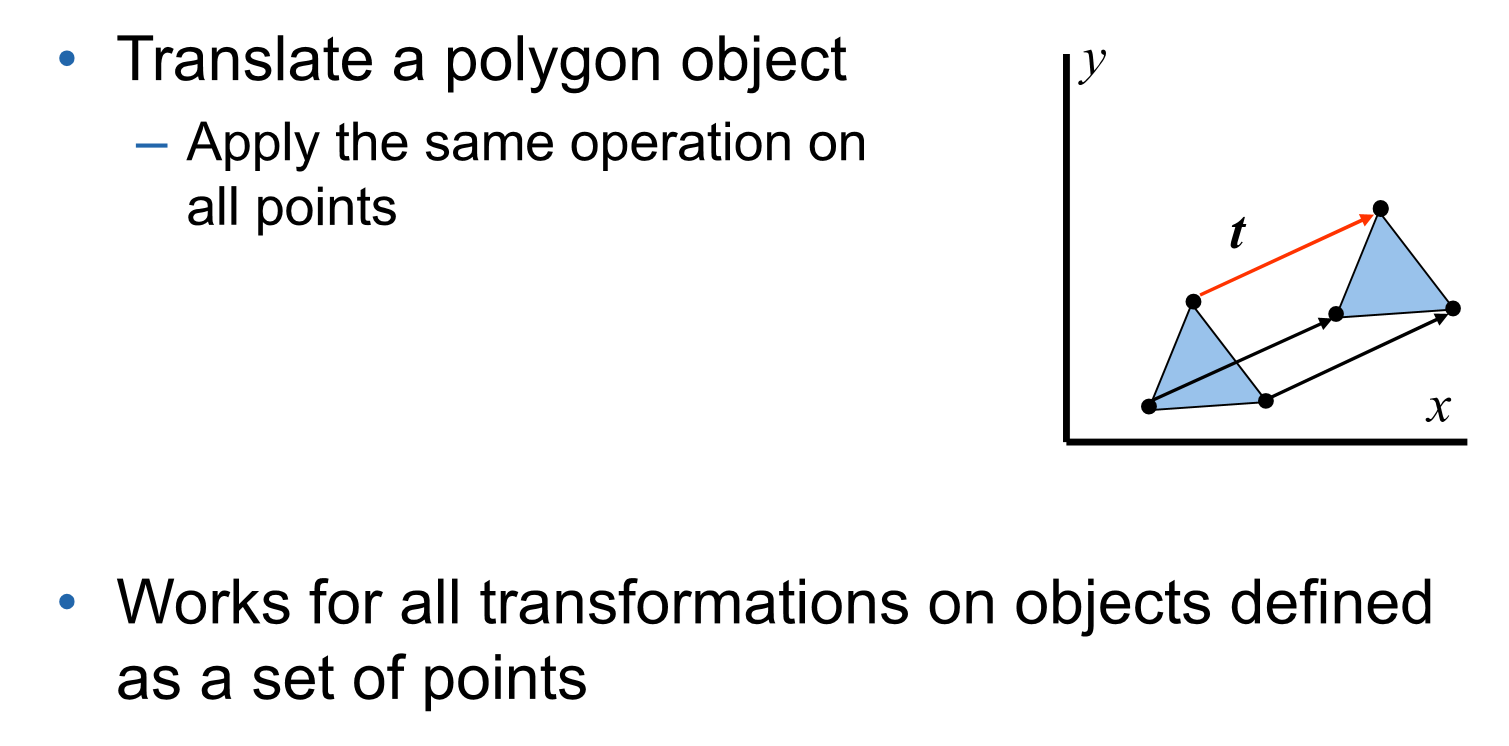 • Translate a polygon object
– Apply the same operation on
all points
y
t
x
• Works for all transformations on objects defined
as a set of points